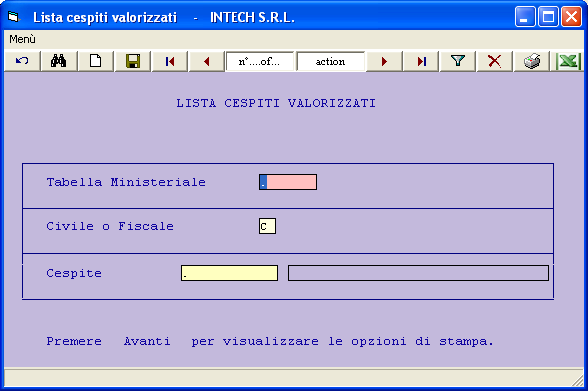 Lista cespiti valorizzati - INTECH S.R.L.
Menù
n°....of... action
LISTA CESPITI VALORIZZATI
Tabella Ministeriale .
Civile o Fiscale C
Cespite .
Premere Avanti per visualizzare le opzioni di stampa.